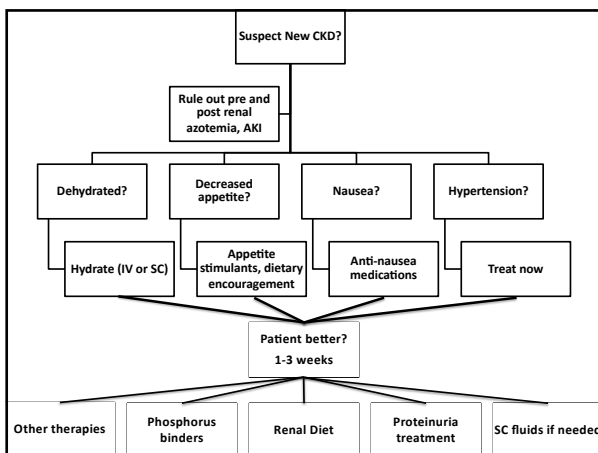 Suspect New CKD?
Rule out pre and
post renal
azotemia, AKI
Dehydrated?
Decreased
appetite?
Nausea?
Hypertension?
Hydrate (IV or SC)
Appetite
stimulants, dietary
encouragement
Anti-nausea
medications
Treat now
Patient better?
1-3 weeks
Other therapies
Phosphorus
binders
Renal Diet
Proteinuria
treatment
SC fluids if needed